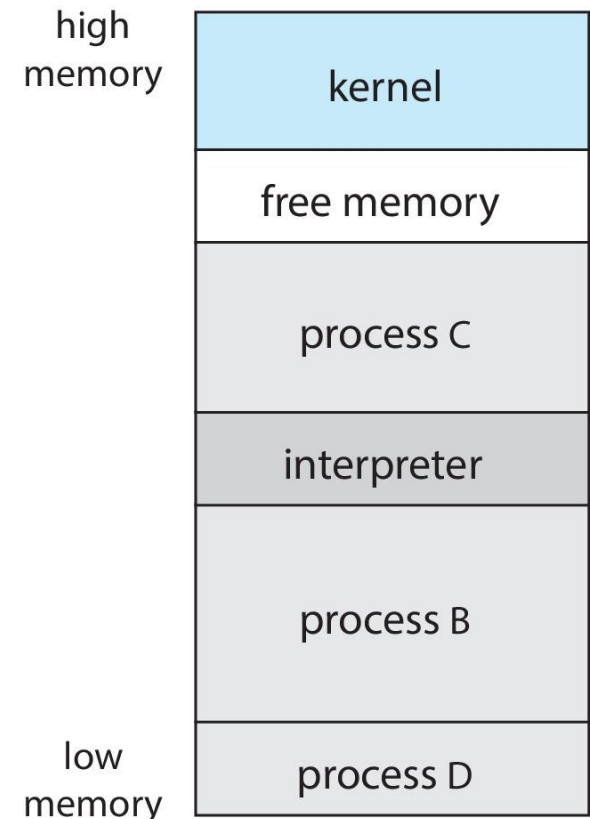 high
memory
kernel
free memory
process C
interpreter
process B
low
memory
process D